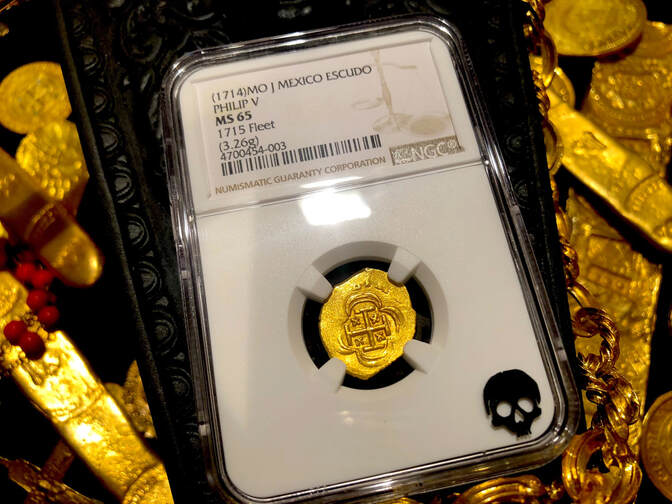 (1714)MO J MEXICO ESCUDO
PHILIP V
MS 65
1715 Fleet
(3.26g)
4700454-003
NGC
NUMISMATIC GUARANTY CORPORATION